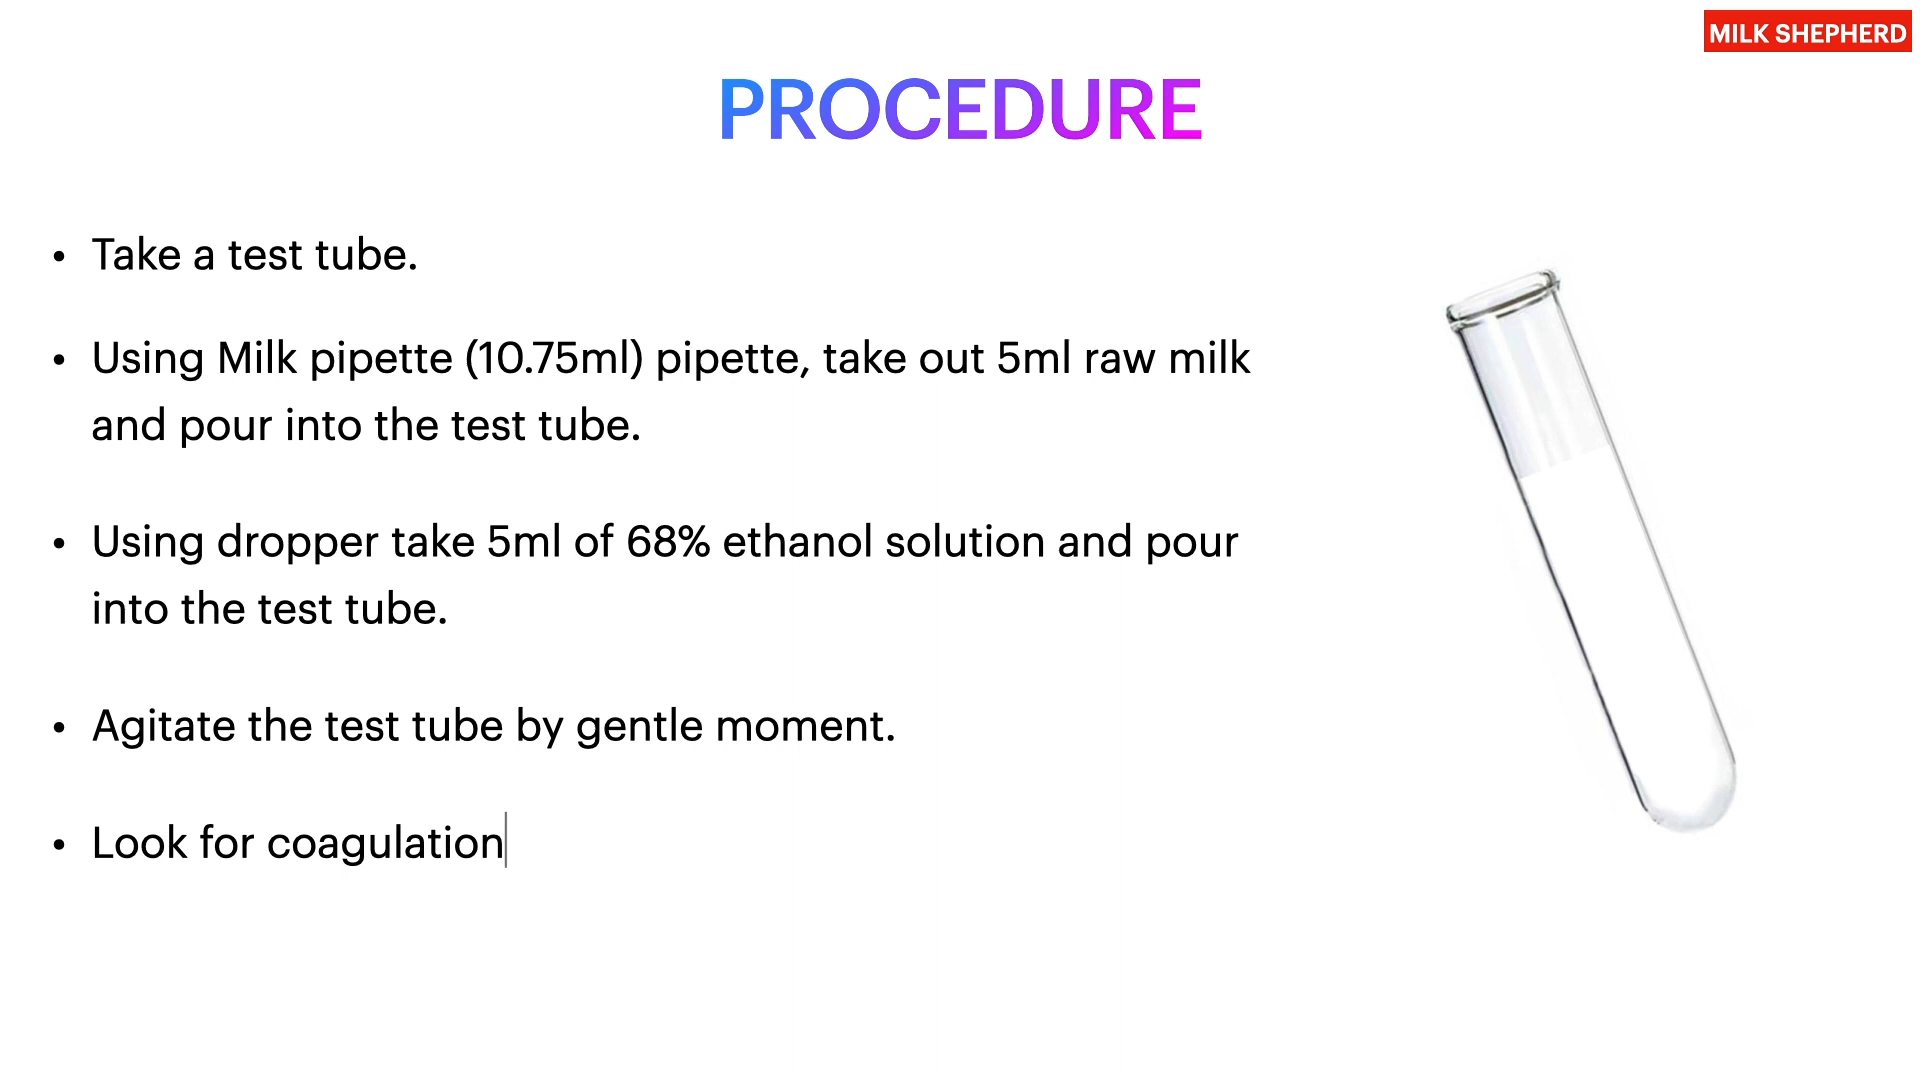 MILK SHEPHERD
PROCEDURE
• Take a test tube.
• Using Milk pipette (10.75ml) pipette, take out 5ml raw milk
and pour into the test tube.
• Using dropper take 5ml of 68% ethanol solution and pour
into the test tube.
• Agitate the test tube by gentle moment.
• Look for coagulation